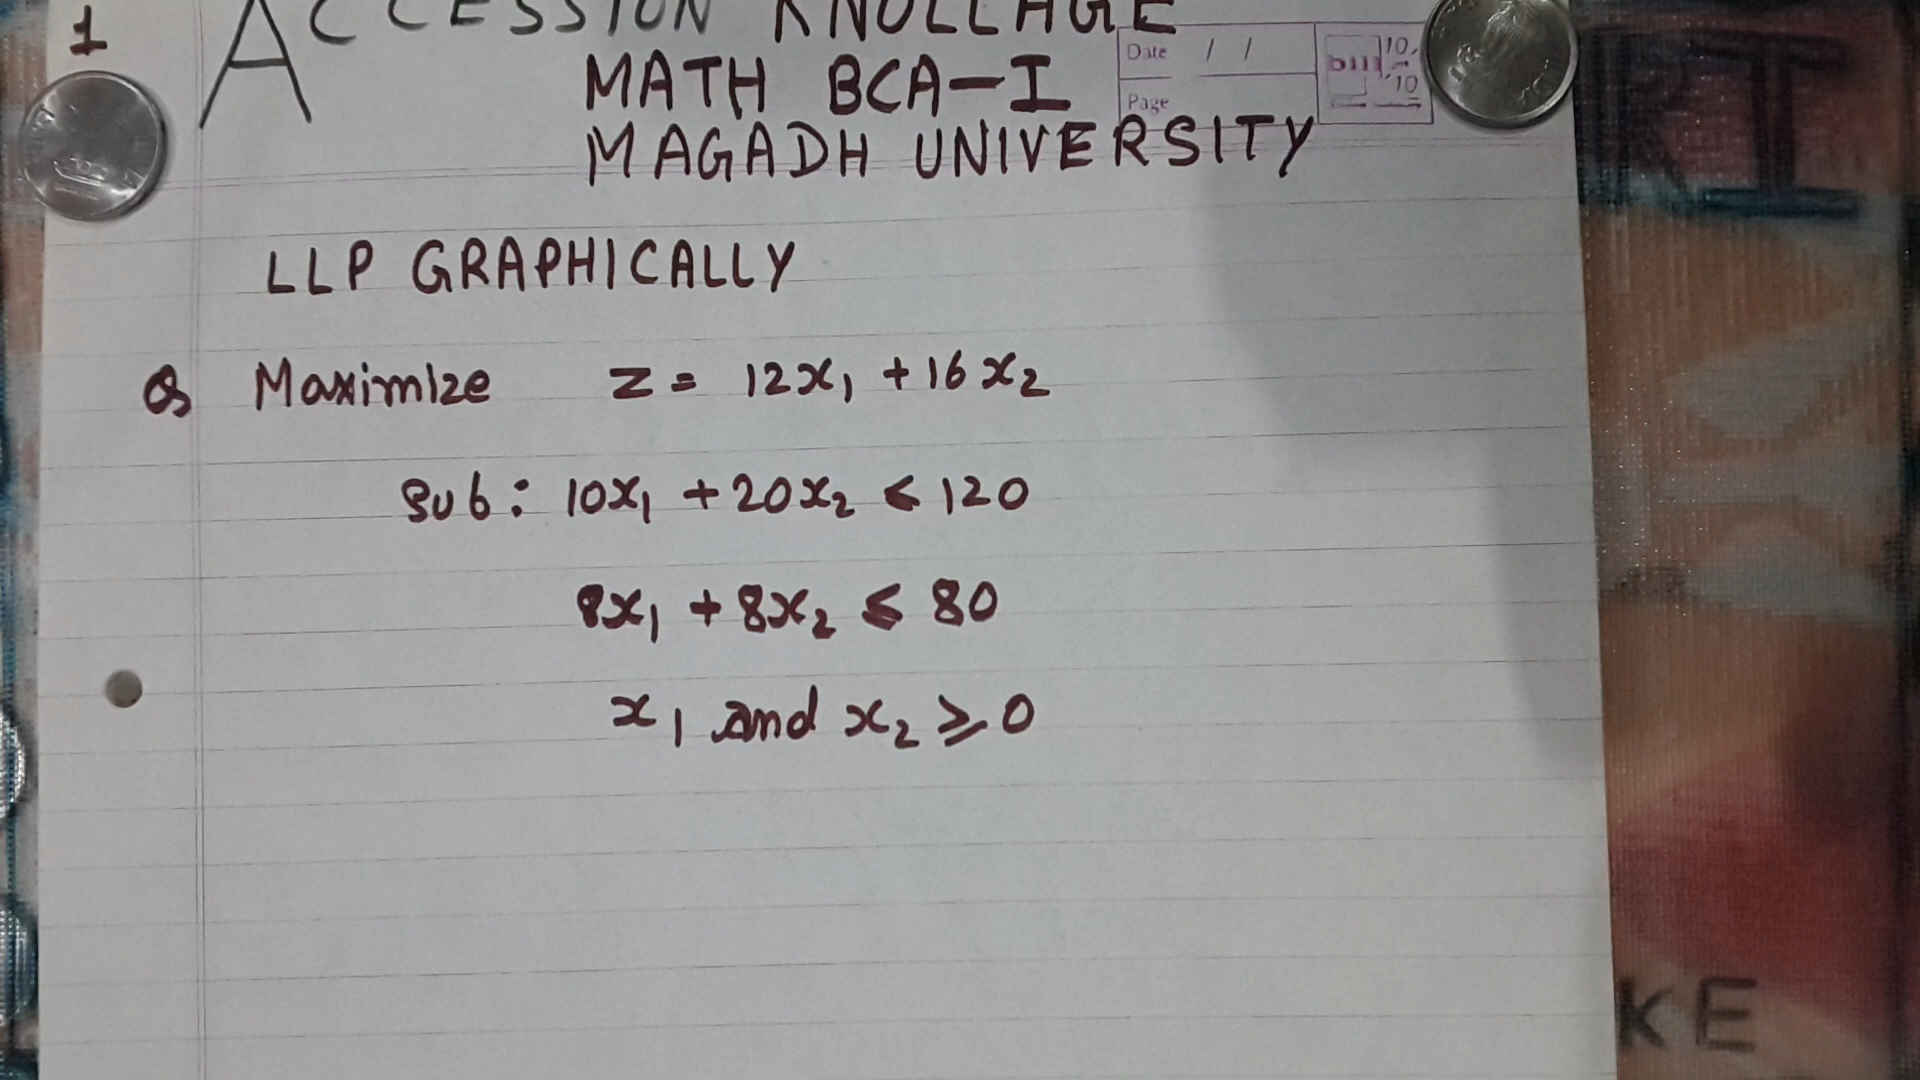 1
ACCESSION KNOLLAGE
Date / /
Page
MATH BCA-I
MAGADH UNIVERSITY
LLP GRAPHICALLY
Q Maximize z = 12x₁ + 16x₂
Sub: 10x₁ + 20x₂ ≤ 120
8x₁ + 8x₂ ≤ 80
x₁ and x₂ ≥ 0
KE